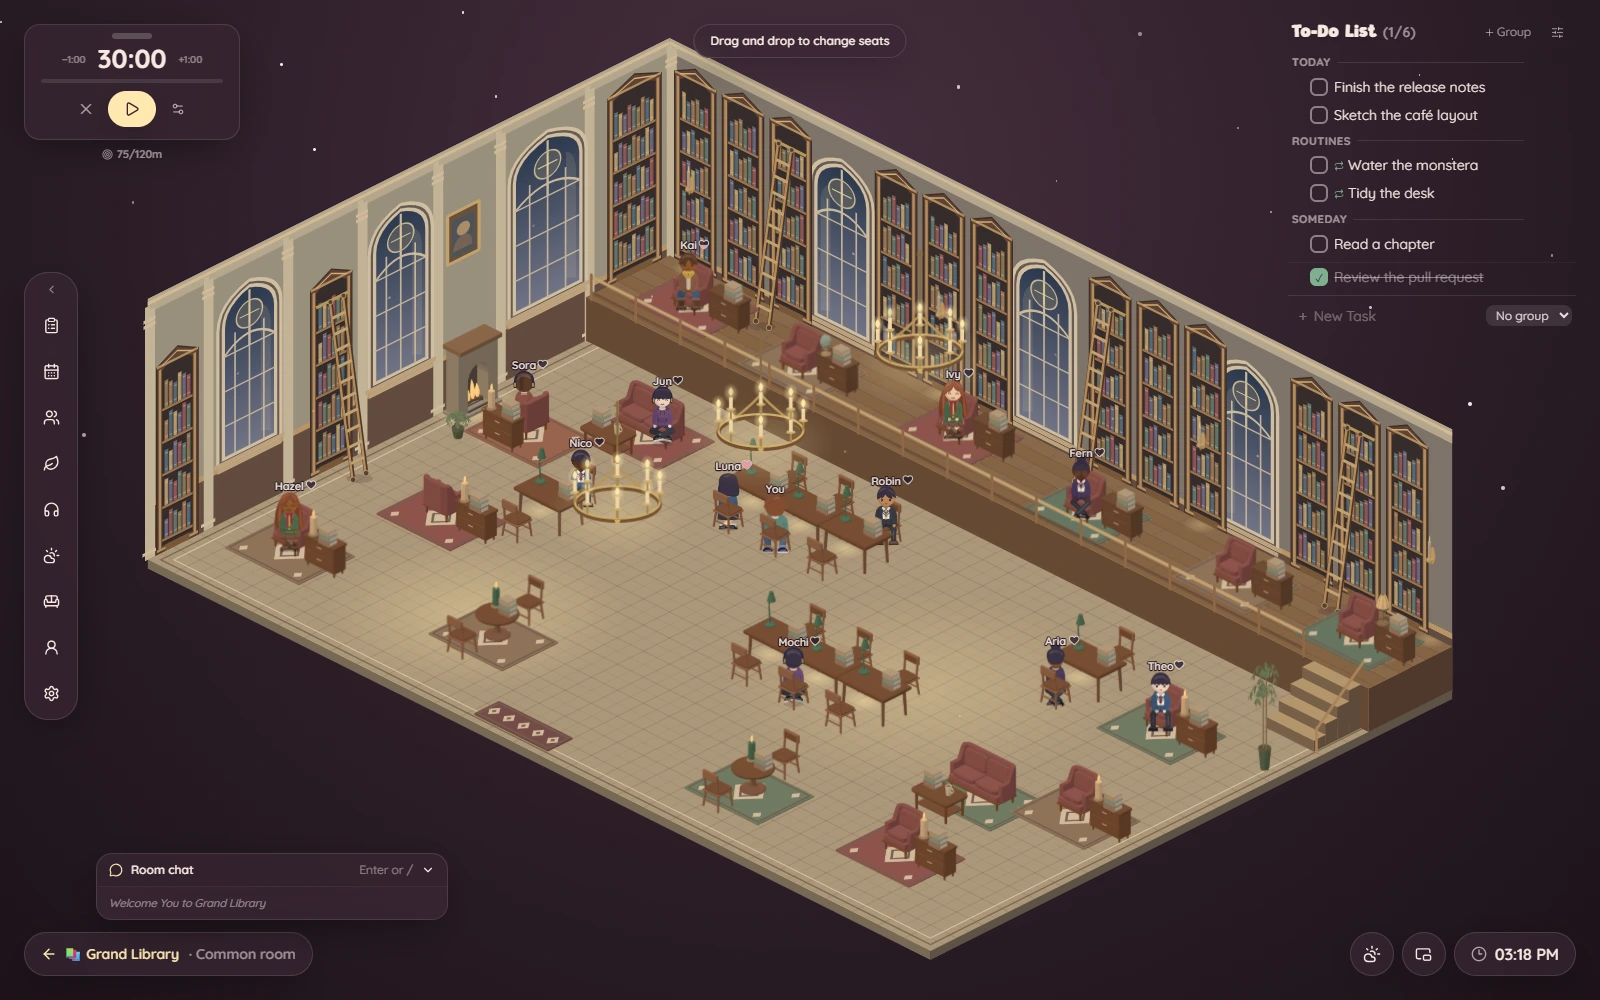 -1:00 30:00 +1:00
75/120m
Drag and drop to change seats
To-Do List (1/6) + Group
TODAY
Finish the release notes
Sketch the café layout
ROUTINES
Water the monstera
Tidy the desk
SOMEDAY
Read a chapter
Review the pull request
+ New Task No group
Kai
Sora
Jun
Ivy
Nico
Fern
Luna
Robin
Hazel
You
Mochi
Aria
Theo
Room chat Enter or /
Welcome You to Grand Library
Grand Library · Common room
03:18 PM